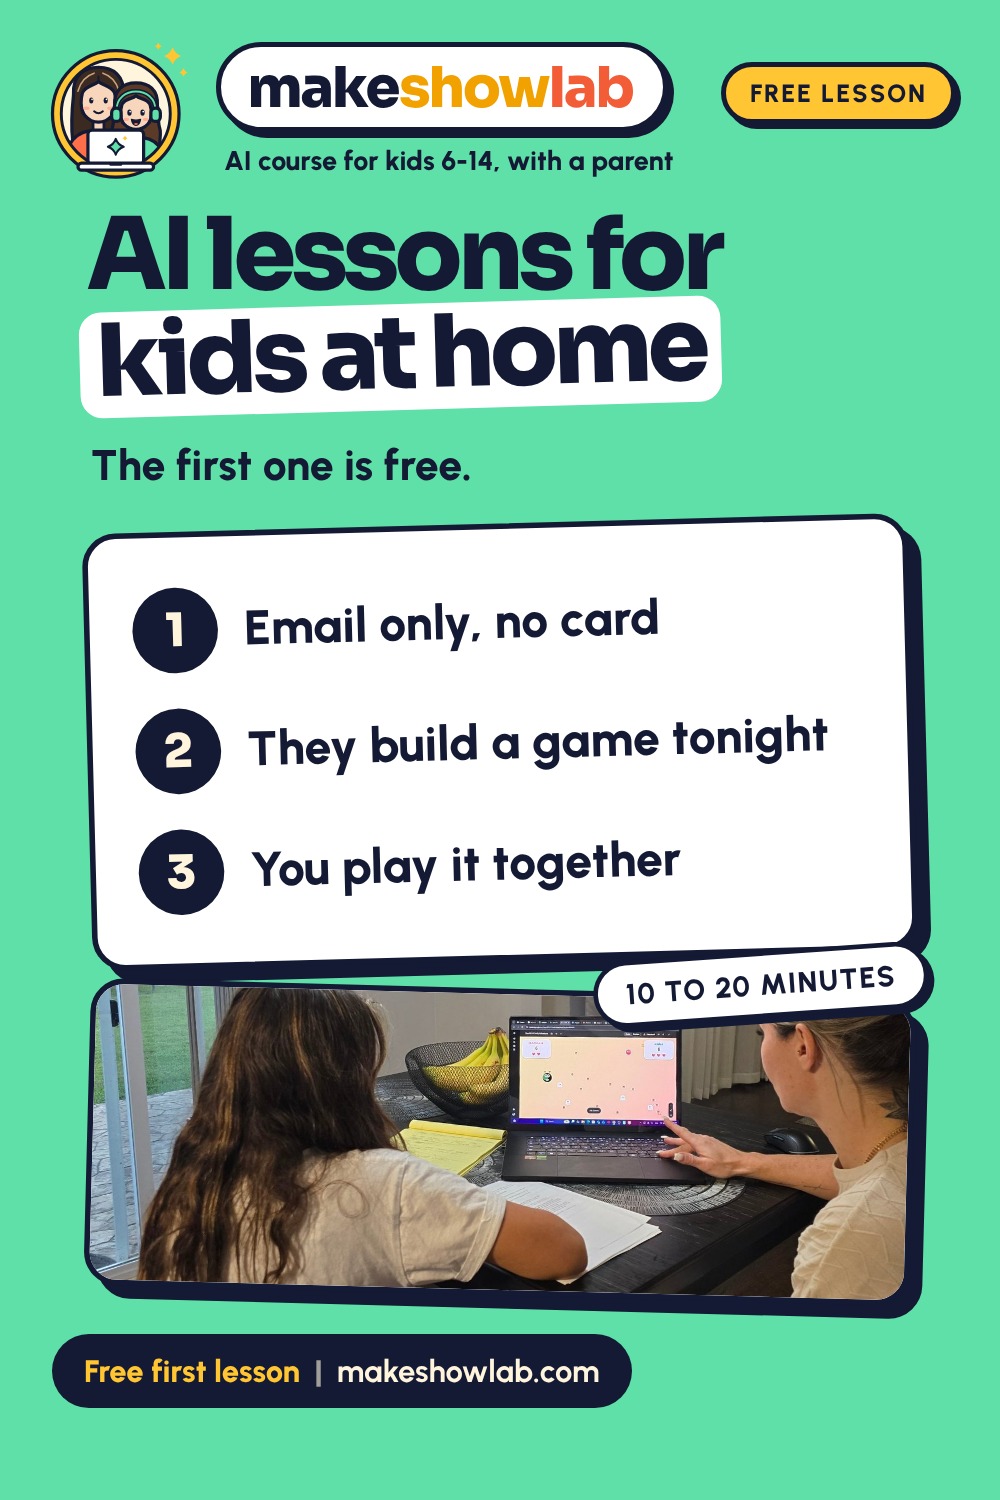 makeshowlab
FREE LESSON
AI course for kids 6-14, with a parent
AI lessons for
kids at home
The first one is free.
1 Email only, no card
2 They build a game tonight
3 You play it together
10 TO 20 MINUTES
Free first lesson | makeshowlab.com